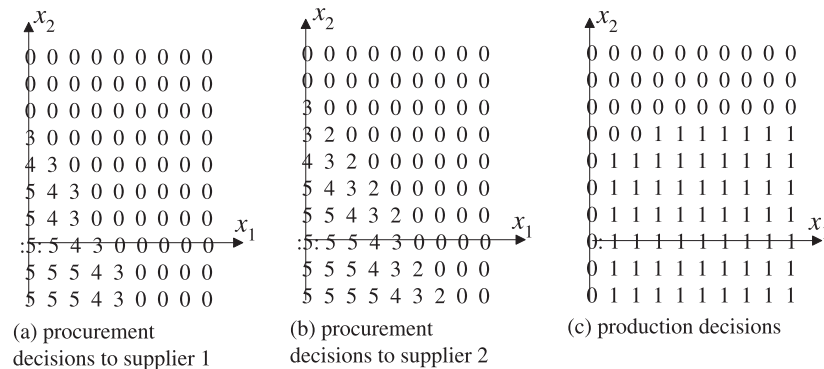 x2
0 0 0 0 0 0 0 0 0
0 0 0 0 0 0 0 0 0
0 0 0 0 0 0 0 0 0
3 0 0 0 0 0 0 0 0
4 3 0 0 0 0 0 0 0
5 4 3 0 0 0 0 0 0
5 4 3 0 0 0 0 0 0
x1
:5: 5 4 3 0 0 0 0 0
5 5 5 4 3 0 0 0 0
5 5 5 4 3 0 0 0 0
(a) procurement
decisions to supplier 1
x2
0 0 0 0 0 0 0 0 0
0 0 0 0 0 0 0 0 0
3 0 0 0 0 0 0 0 0
3 2 0 0 0 0 0 0 0
4 3 2 0 0 0 0 0 0
5 4 3 2 0 0 0 0 0
5 5 4 3 2 0 0 0 0
x1
:5: 5 5 4 3 0 0 0 0
5 5 5 4 3 2 0 0 0
5 5 5 5 4 3 2 0 0
(b) procurement
decisions to supplier 2
x2
0 0 0 0 0 0 0 0 0 0
0 0 0 0 0 0 0 0 0 0
0 0 0 0 0 0 0 0 0 0
0 0 0 1 1 1 1 1 1 1
0 1 1 1 1 1 1 1 1 1
0 1 1 1 1 1 1 1 1 1
0 1 1 1 1 1 1 1 1 1
x
0: 1 1 1 1 1 1 1 1 1
0 1 1 1 1 1 1 1 1 1
0 1 1 1 1 1 1 1 1 1
(c) production decisions